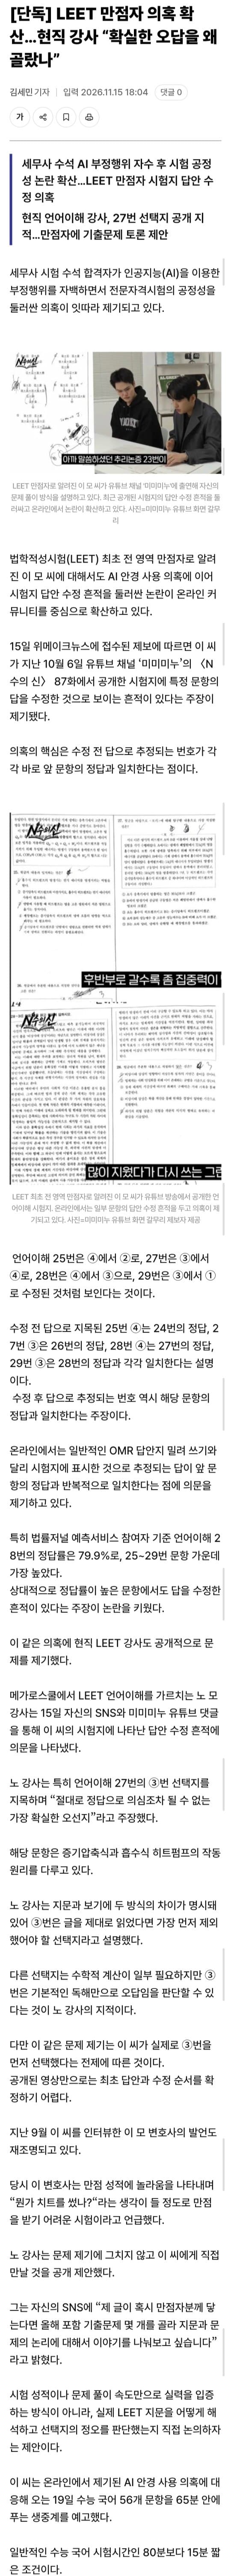 [단독] LEET 만점자 의혹 확
산…현직 강사 “확실한 오답을 왜
골랐나”
김세민 기자 | 입력 2026.11.15 18:04 댓글 0
가
세무사 수석 AI 부정행위 자수 후 시험 공정
성 논란 확산…LEET 만점자 시험지 답안 수
정 의혹
현직 언어이해 강사, 27번 선택지 공개 지
적…만점자에 기출문제 토론 제안
세무사 시험 수석 합격자가 인공지능(AI)을 이용한
부정행위를 자백하면서 전문자격시험의 공정성을
둘러싼 의혹이 잇따라 제기되고 있다.
N수의신
아까 말씀하셨던 추리논증 23번이
LEET 만점자로 알려진 이 모 씨가 유튜브 채널 ‘미미미누’에 출연해 자신의
문제 풀이 방식을 설명하고 있다. 최근 공개된 시험지의 답안 수정 흔적을 둘
러싸고 온라인에서 논란이 확산하고 있다. 사진=미미미누 유튜브 화면 갈무
리
법학적성시험(LEET) 최초 전 영역 만점자로 알려
진 이 모 씨에 대해서도 AI 안경 사용 의혹에 이어
시험지 답안 수정 흔적을 둘러싼 논란이 온라인 커
뮤니티를 중심으로 확산하고 있다.
15일 위메이크뉴스에 접수된 제보에 따르면 이 씨
가 지난 10월 6일 유튜브 채널 ‘미미미누’의 〈N
수의 신〉 87화에서 공개한 시험지에 특정 문항의
답을 수정한 것으로 보이는 흔적이 있다는 주장이
제기됐다.
의혹의 핵심은 수정 전 답으로 추정되는 번호가 각
각 바로 앞 문항의 정답과 일치한다는 점이다.
N수의신
후반부로 갈수록 좀 집중력이
N수의신
많이 지웠다가 다시 쓰는 그런
LEET 최초 전 영역 만점자로 알려진 이 모 씨가 유튜브 방송에서 공개한 언
어이해 시험지. 온라인에서는 일부 문항의 답안 수정 흔적을 두고 의혹이 제
기되고 있다. 사진=미미미누 유튜브 화면 갈무리 제보자 제공
언어이해 25번은 ④에서 ②로, 27번은 ③에서
④로, 28번은 ④에서 ③으로, 29번은 ③에서 ①
로 수정된 것처럼 보인다는 것이다.
수정 전 답으로 지목된 25번 ④는 24번의 정답, 2
7번 ③은 26번의 정답, 28번 ④는 27번의 정답,
29번 ③은 28번의 정답과 각각 일치한다는 설명
이다.
수정 후 답으로 추정되는 번호 역시 해당 문항의
정답과 일치한다는 주장이다.
온라인에서는 일반적인 OMR 답안지 밀려 쓰기와
달리 시험지에 표시한 것으로 추정되는 답이 앞 문
항의 정답과 반복적으로 일치한다는 점에 의문을
제기하고 있다.
특히 법률저널 예측서비스 참여자 기준 언어이해 2
8번의 정답률은 79.9%로, 25~29번 문항 가운데
가장 높았다.
상대적으로 정답률이 높은 문항에서도 답을 수정한
흔적이 있다는 주장이 논란을 키웠다.
이 같은 의혹에 현직 LEET 강사도 공개적으로 문
제를 제기했다.
메가로스쿨에서 LEET 언어이해를 가르치는 노 모
강사는 15일 자신의 SNS와 미미미누 유튜브 댓글
을 통해 이 씨의 시험지에 나타난 답안 수정 흔적에
의문을 나타냈다.
노 강사는 특히 언어이해 27번의 ③번 선택지를
지목하며 “절대로 정답으로 의심조차 될 수 없는
가장 확실한 오선지”라고 주장했다.
해당 문항은 증기압축식과 흡수식 히트펌프의 작동
원리를 다루고 있다.
노 강사는 지문과 보기에 두 방식의 차이가 명시돼
있어 ③번은 글을 제대로 읽었다면 가장 먼저 제외
했어야 할 선택지라고 설명했다.
다른 선택지는 수학적 계산이 일부 필요하지만 ③
번은 기본적인 독해만으로 오답임을 판단할 수 있
다는 것이 노 강사의 지적이다.
다만 이 같은 문제 제기는 이 씨가 실제로 ③번을
먼저 선택했다는 전제에 따른 것이다.
공개된 영상만으로는 최초 답안과 수정 순서를 확
정하기 어렵다.
지난 9월 이 씨를 인터뷰한 이 모 변호사의 발언도
재조명되고 있다.
당시 이 변호사는 만점 성적에 놀라움을 나타내며
“뭔가 치트를 썼나?“라는 생각이 들 정도로 만점
을 받기 어려운 시험이라고 언급했다.
노 강사는 문제 제기에 그치지 않고 이 씨에게 직접
만날 것을 공개 제안했다.
그는 자신의 SNS에 “제 글이 혹시 만점자분께 닿
는다면 올해 포함 기출문제 몇 개를 골라 지문과 문
제의 논리에 대해서 이야기를 나눠보고 싶습니다”
라고 밝혔다.
시험 성적이나 문제 풀이 속도만으로 실력을 입증
하는 방식이 아니라, 실제 LEET 지문을 어떻게 해
석하고 선택지의 정오를 판단했는지 직접 논의하자
는 제안이다.
이 씨는 온라인에서 제기된 AI 안경 사용 의혹에 대
응해 오는 19일 수능 국어 56개 문항을 65분 안에
푸는 생중계를 예고했다.
일반적인 수능 국어 시험시간인 80분보다 15분 짧
은 조건이다.